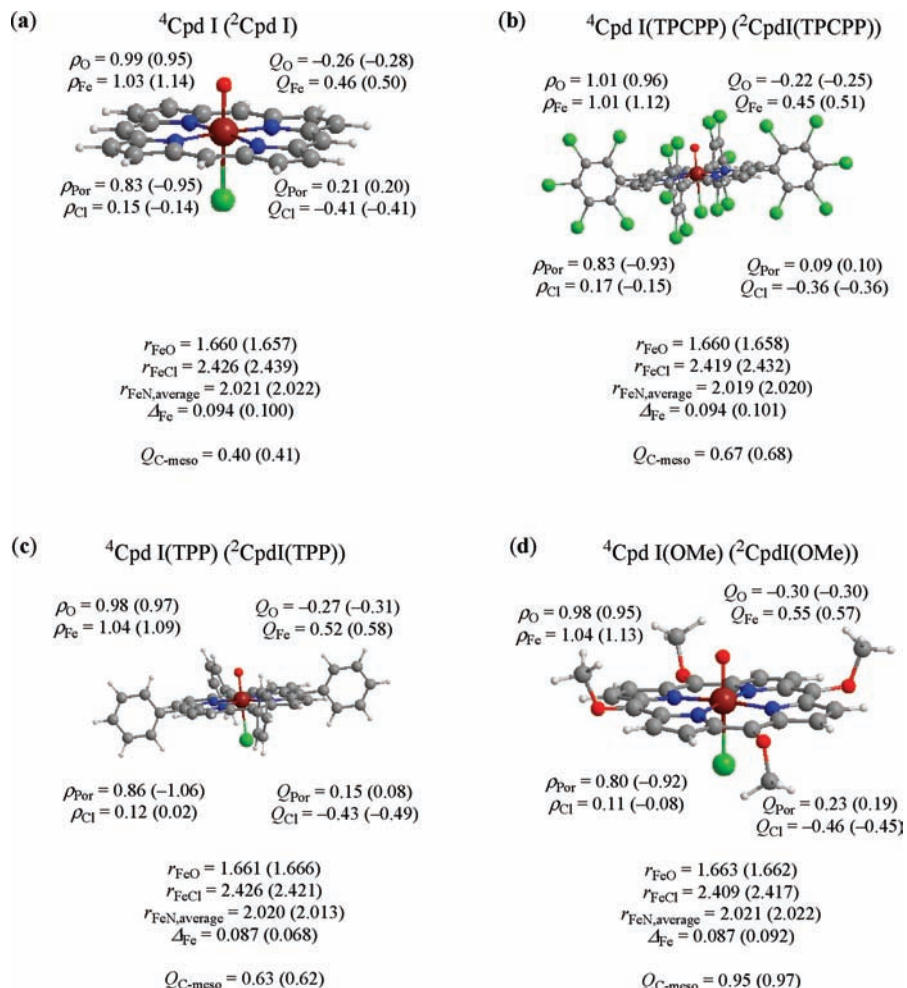 (a)
⁴Cpd I (²Cpd I)
ρO = 0.99 (0.95)
ρFe = 1.03 (1.14)
QO = –0.26 (–0.28)
QFe = 0.46 (0.50)
ρPor = 0.83 (–0.95)
ρCl = 0.15 (–0.14)
QPor = 0.21 (0.20)
QCl = –0.41 (–0.41)
rFeO = 1.660 (1.657)
rFeCl = 2.426 (2.439)
rFeN,average = 2.021 (2.022)
ΔFe = 0.094 (0.100)
QC-meso = 0.40 (0.41)
(b)
⁴Cpd I(TPCPP) (²CpdI(TPCPP))
ρO = 1.01 (0.96)
ρFe = 1.01 (1.12)
QO = –0.22 (–0.25)
QFe = 0.45 (0.51)
ρPor = 0.83 (–0.93)
ρCl = 0.17 (–0.15)
QPor = 0.09 (0.10)
QCl = –0.36 (–0.36)
rFeO = 1.660 (1.658)
rFeCl = 2.419 (2.432)
rFeN,average = 2.019 (2.020)
ΔFe = 0.094 (0.101)
QC-meso = 0.67 (0.68)
(c)
⁴Cpd I(TPP) (²CpdI(TPP))
ρO = 0.98 (0.97)
ρFe = 1.04 (1.09)
QO = –0.27 (–0.31)
QFe = 0.52 (0.58)
ρPor = 0.86 (–1.06)
ρCl = 0.12 (0.02)
QPor = 0.15 (0.08)
QCl = –0.43 (–0.49)
rFeO = 1.661 (1.666)
rFeCl = 2.426 (2.421)
rFeN,average = 2.020 (2.013)
ΔFe = 0.087 (0.068)
QC-meso = 0.63 (0.62)
(d)
⁴Cpd I(OMe) (²CpdI(OMe))
QO = –0.30 (–0.30)
QFe = 0.55 (0.57)
ρO = 0.98 (0.95)
ρFe = 1.04 (1.13)
ρPor = 0.80 (–0.92)
ρCl = 0.11 (–0.08)
QPor = 0.23 (0.19)
QCl = –0.46 (–0.45)
rFeO = 1.663 (1.662)
rFeCl = 2.409 (2.417)
rFeN,average = 2.021 (2.022)
ΔFe = 0.087 (0.092)
QC-meso = 0.95 (0.97)